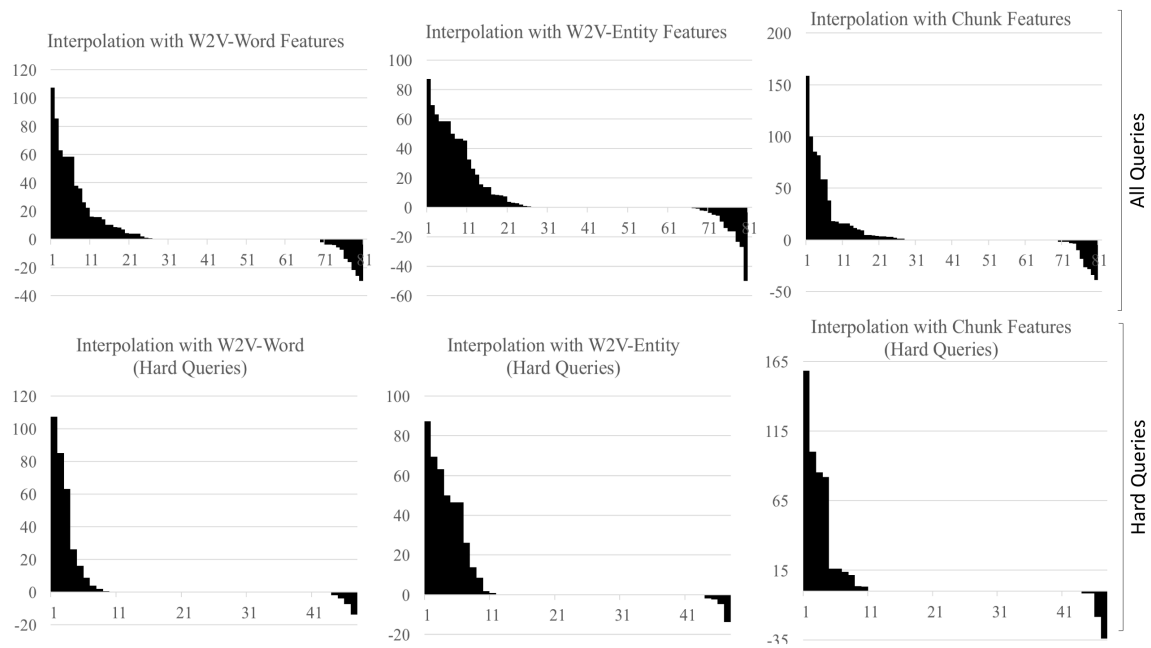 Interpolation with W2V-Word Features
120
100
80
60
40
20
0
-20
-40
1 11 21 31 41 51 61 71 81
Interpolation with W2V-Entity Features
100
80
60
40
20
0
-20
-40
-60
1 11 21 31 41 51 61 71 81
Interpolation with Chunk Features
200
150
100
50
0
-50
1 11 21 31 41 51 61 71 81
All Queries
Interpolation with W2V-Word
(Hard Queries)
120
100
80
60
40
20
0
-20
1 11 21 31 41
Interpolation with W2V-Entity
(Hard Queries)
100
80
60
40
20
0
-20
1 11 21 31 41
Interpolation with Chunk Features
(Hard Queries)
165
115
65
15
-35
1 11 21 31 41
Hard Queries